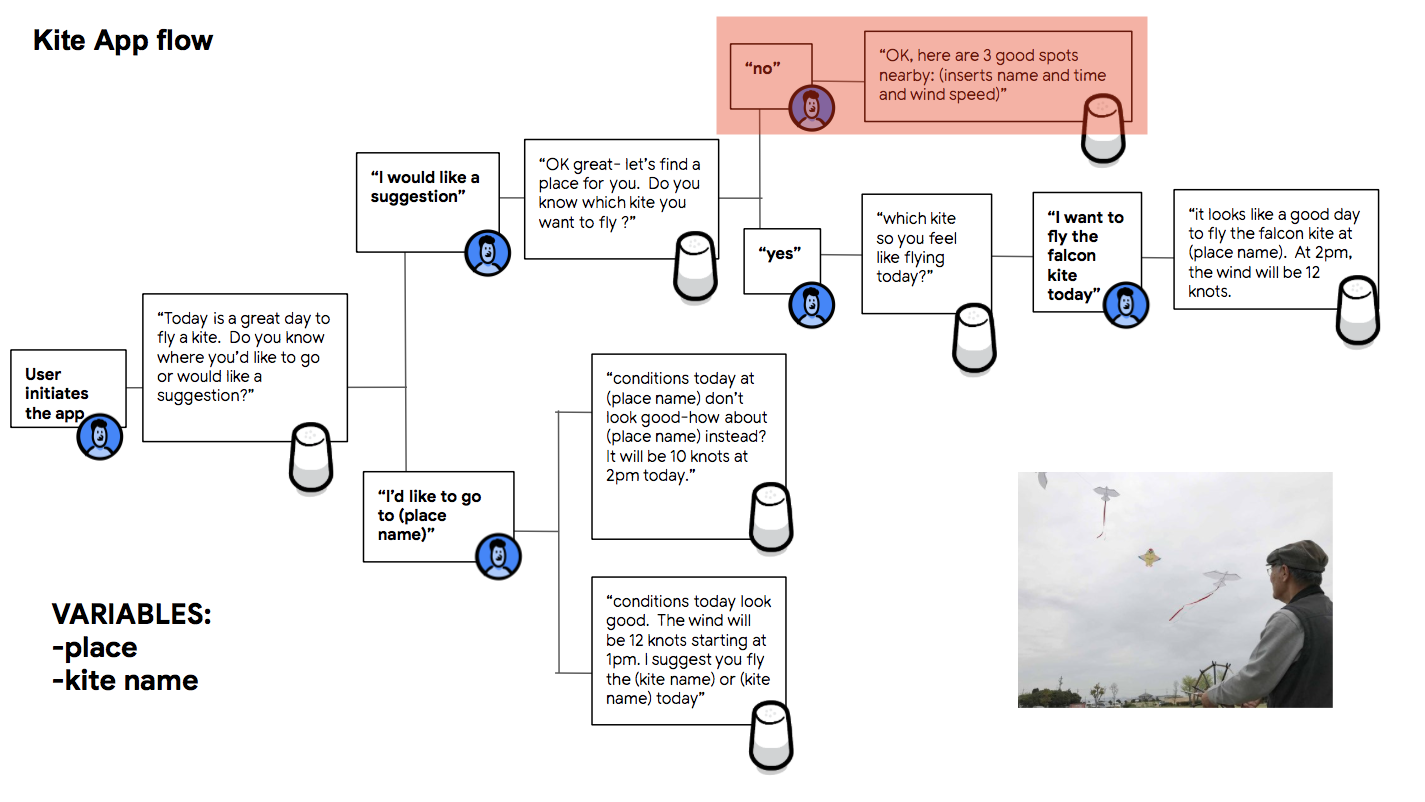 Kite App flow
“no”
“OK, here are 3 good spots
nearby: (inserts name and time
and wind speed)”
“I would like a
suggestion”
“OK great- let’s find a
place for you.  Do you
know which kite you
want to fly ?”
“yes”
“which kite
so you feel
like flying
today?”
“I want to
fly the
falcon
kite
today”
“it looks like a good day
to fly the falcon kite at
(place name).  At 2pm,
the wind will be 12
knots.
User
initiates
the app
“Today is a great day to
fly a kite.  Do you know
where you’d like to go
or would like a
suggestion?”
“I’d like to go
to (place
name)”
“conditions today at
(place name) don’t
look good-how about
(place name) instead?
It will be 10 knots at
2pm today.”
“conditions today look
good.  The wind will
be 12 knots starting at
1pm. I suggest you fly
the (kite name) or (kite
name) today”
VARIABLES:
-place
-kite name